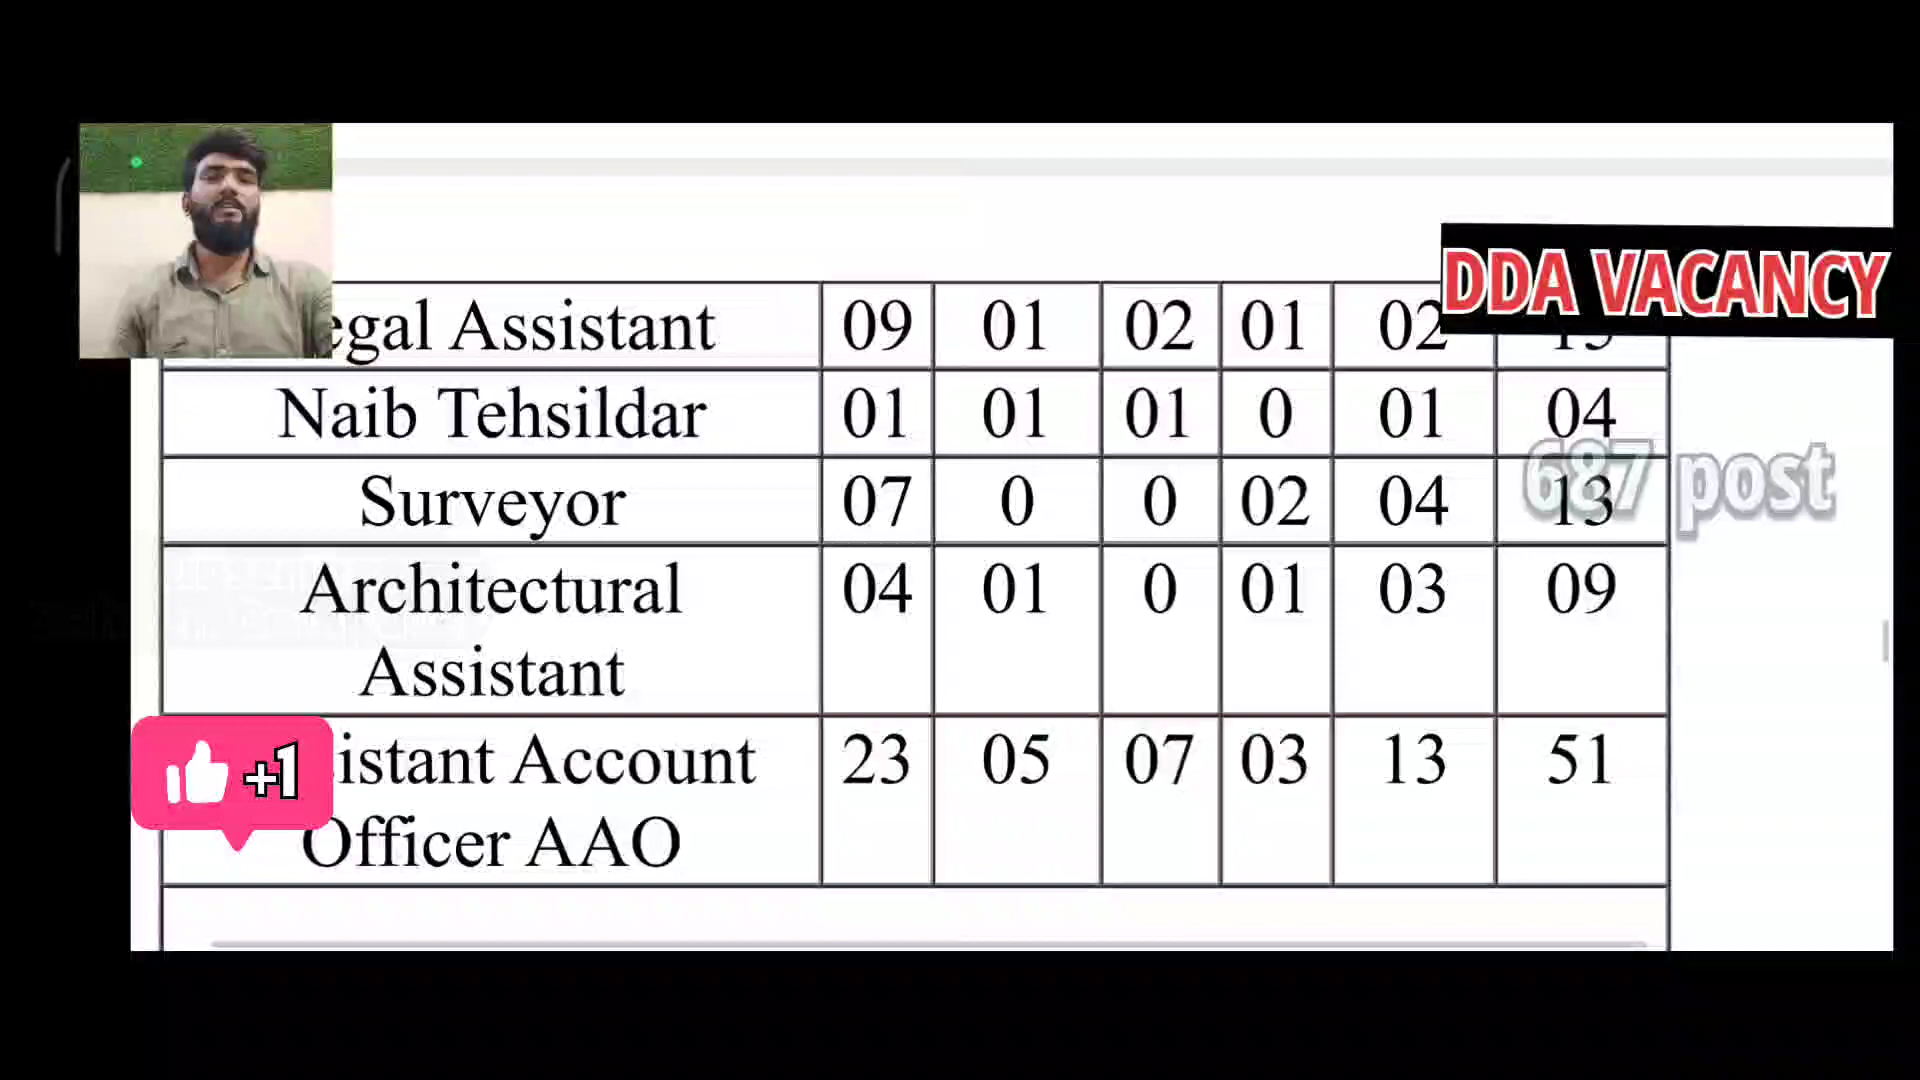 DDA VACANCY
egal Assistant 09 01 02 01 02 15
Naib Tehsildar 01 01 01 0 01 04
687 post
Surveyor 07 0 0 02 04 13
Architectural 04 01 0 01 03 09
Assistant
istant Account 23 05 07 03 13 51
Officer AAO
+1